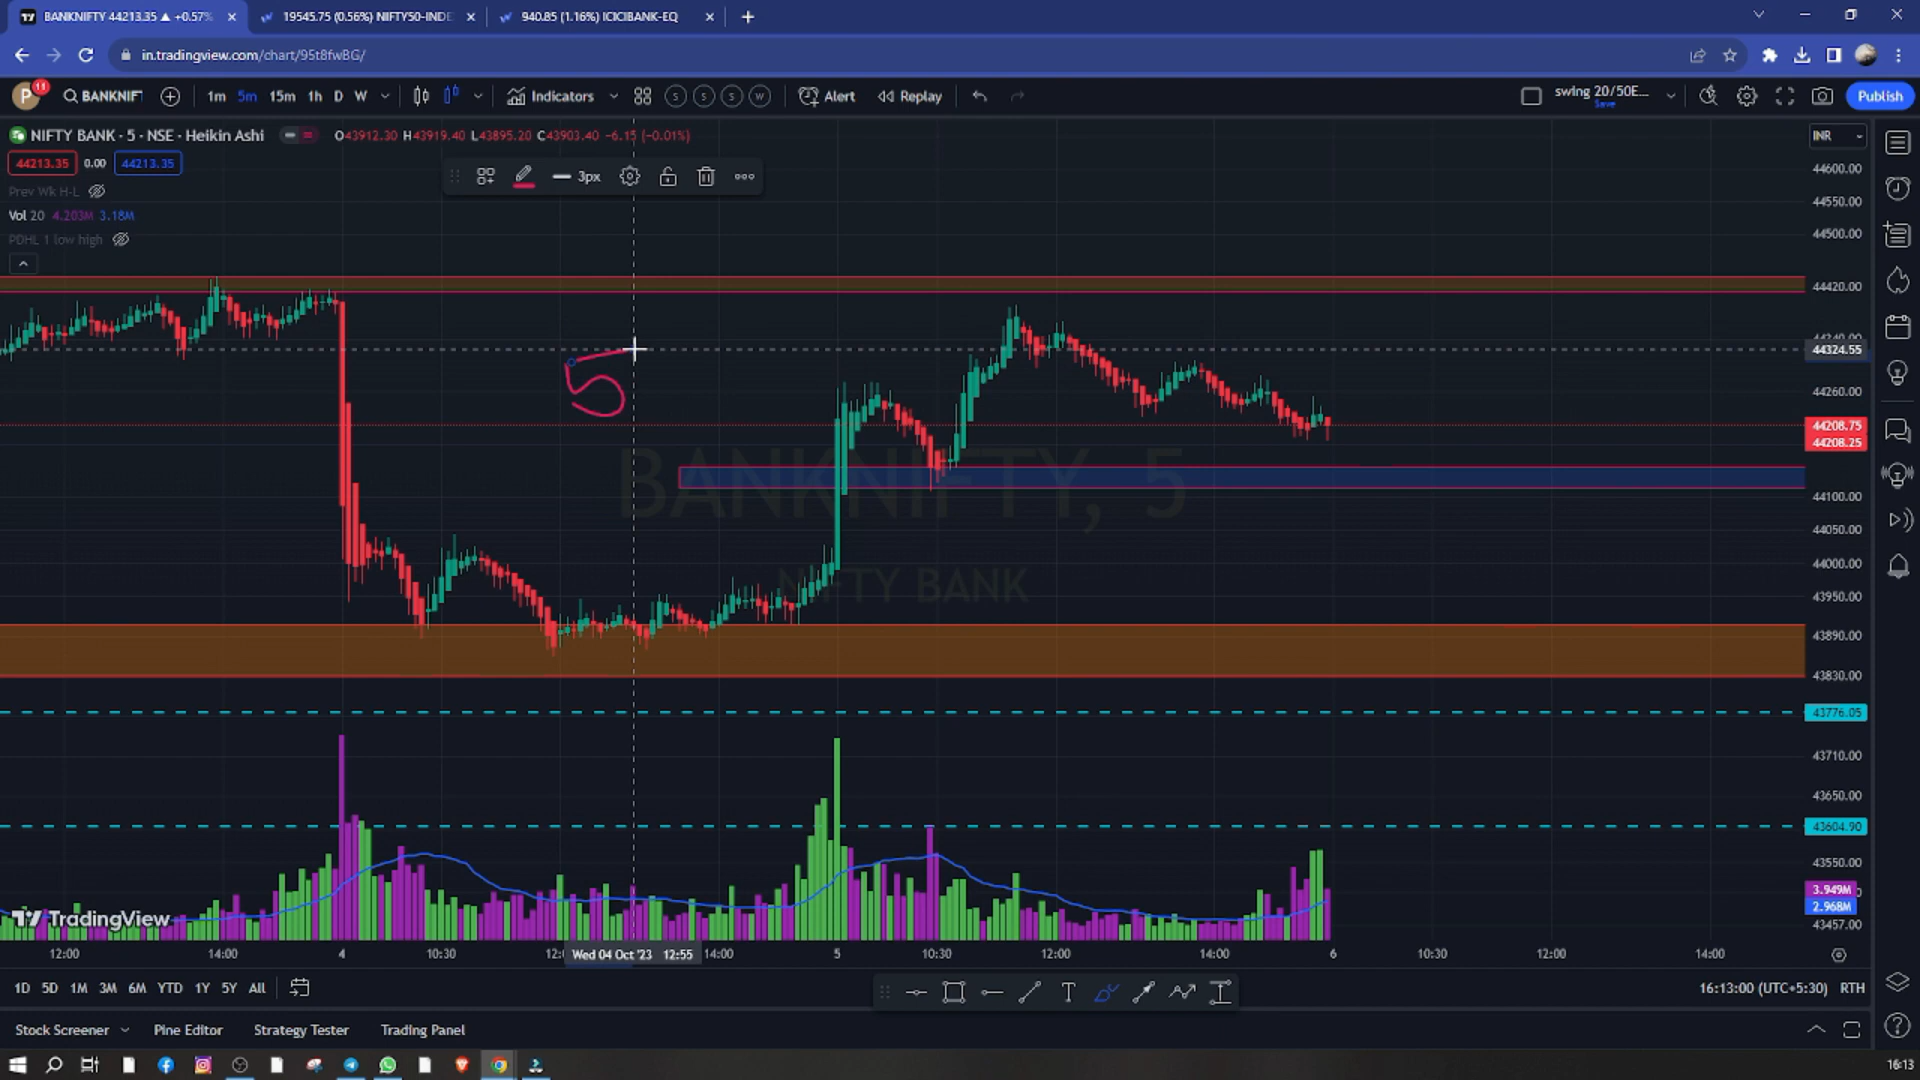 BANKNIFTY 44213.35 ▲ +0.57%
19545.75 (0.56%) NIFTY50-INDE
940.85 (1.16%) ICICIBANK-EQ
in.tradingview.com/chart/95t8fwBG/
P 11 BANKNIFT 1m 5m 15m 1h D W Indicators S S S W Alert Replay swing 20/50E... Save Publish
NIFTY BANK · 5 · NSE · Heikin Ashi O43912.30 H43919.40 L43895.20 C43903.40 -6.15 (-0.01%) INR
44213.35 0.00 44213.35
3px
Prev Wk H-L
Vol 20 4.203M 3.18M
PDHL 1 low high
44600.00
44550.00
44500.00
44420.00
44340.00
44324.55
44260.00
44208.75
44208.25
44100.00
44050.00
44000.00
43950.00
43890.00
43830.00
43776.05
43710.00
43650.00
43604.90
43550.00
3.949M
2.968M
43457.00
5
BANKNIFTY, 5
NIFTY BANK
TradingView
12:00 14:00 4 10:30 Wed 04 Oct '23 12:55 14:00 5 10:30 12:00 14:00 6 10:30 12:00 14:00
1D 5D 1M 3M 6M YTD 1Y 5Y All T 16:13:00 (UTC+5:30) RTH
Stock Screener Pine Editor Strategy Tester Trading Panel
16:13